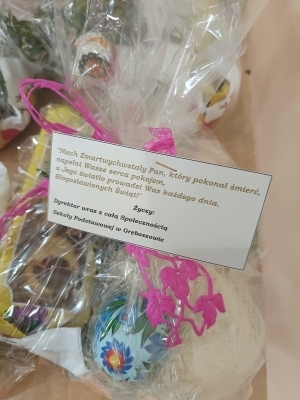 "Niech Zmartwychwstały Pan, który pokonał śmierć,
napełni Wasze serca pokojem,
a Jego światło prowadzi Was każdego dnia.
Błogosławionych Świąt!"
Życzy:
Dyrektor wraz z całą Społecznością
Szkoły Podstawowej w Greboszowie